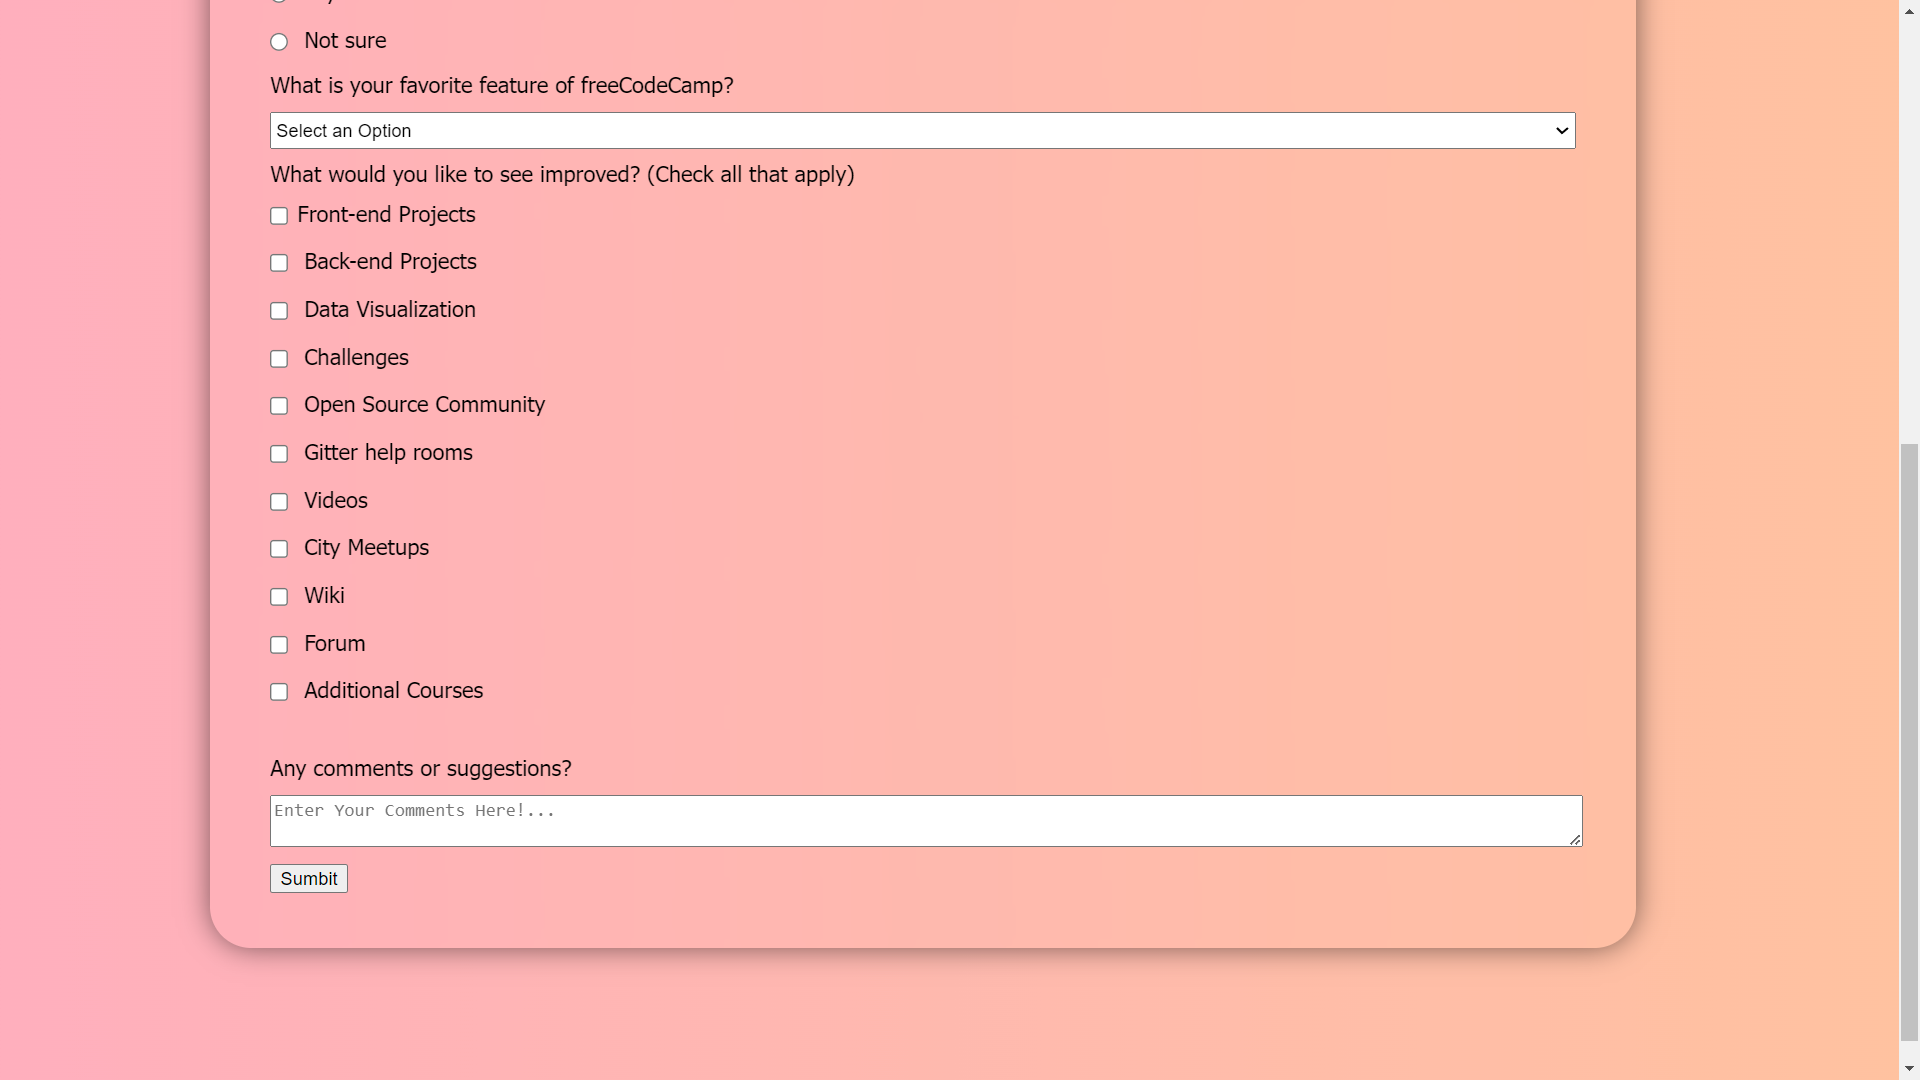 Not sure
What is your favorite feature of freeCodeCamp?
Select an Option
What would you like to see improved? (Check all that apply)
Front-end Projects
Back-end Projects
Data Visualization
Challenges
Open Source Community
Gitter help rooms
Videos
City Meetups
Wiki
Forum
Additional Courses
Any comments or suggestions?
Enter Your Comments Here!...
Sumbit